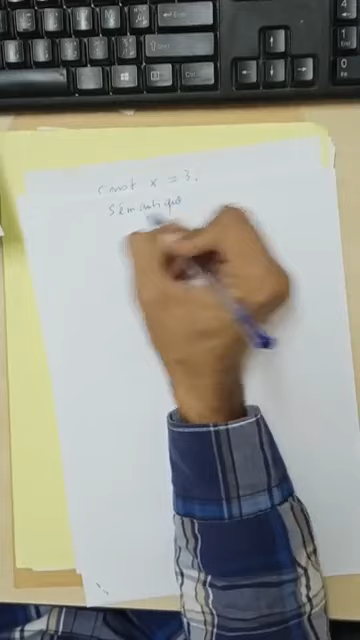 const x = 3.
Sémantique